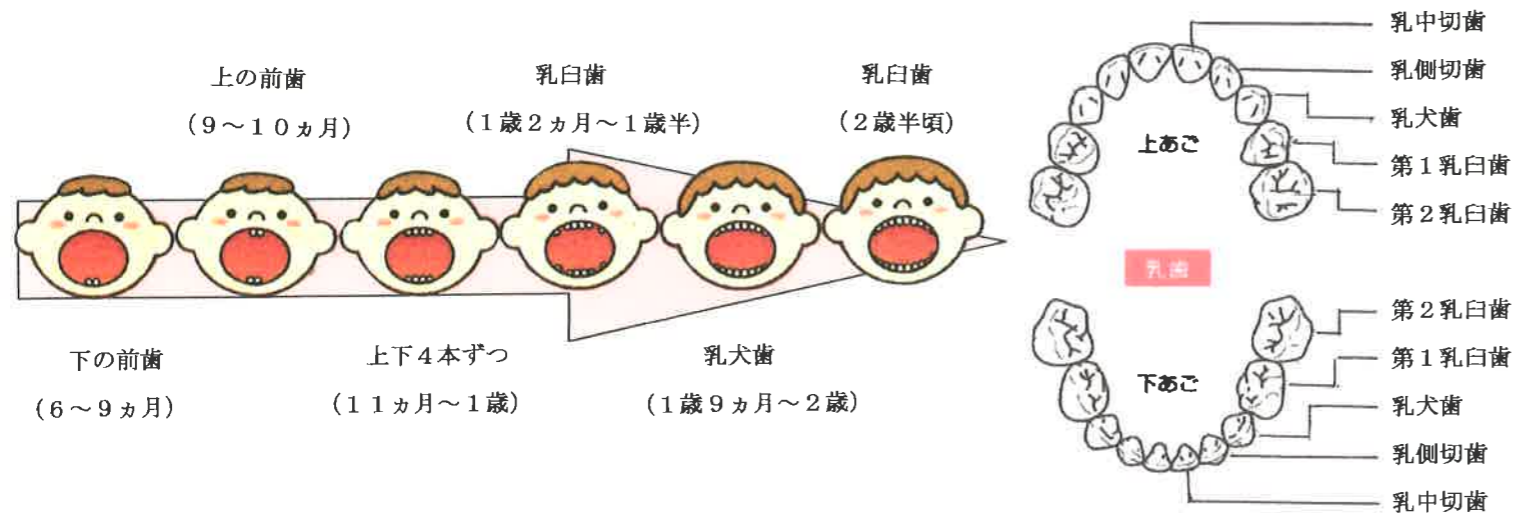 上の前歯
(9～10ヵ月)
乳臼歯
(1歳2ヵ月～1歳半)
乳臼歯
(2歳半頃)
下の前歯
(6～9ヵ月)
上下4本ずつ
(11ヵ月～1歳)
乳犬歯
(1歳9ヵ月～2歳)
乳中切歯
乳側切歯
乳犬歯
第1乳臼歯
第2乳臼歯
上あご
乳歯
第2乳臼歯
第1乳臼歯
乳犬歯
乳側切歯
乳中切歯
下あご